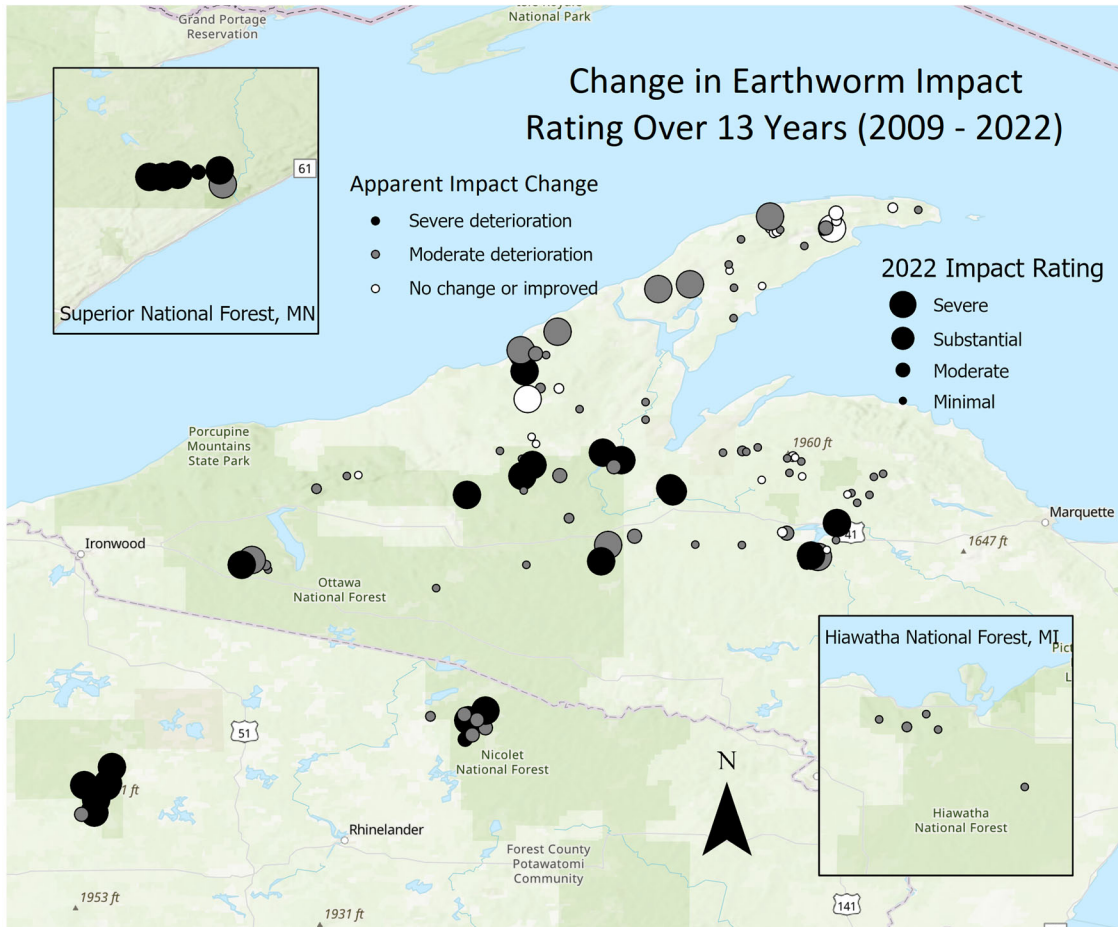 Grand Portage
Reservation
National Park
Change in Earthworm Impact
Rating Over 13 Years (2009 - 2022)
61
Superior National Forest, MN
Apparent Impact Change
Severe deterioration
Moderate deterioration
No change or improved
2022 Impact Rating
Severe
Substantial
Moderate
Minimal
Porcupine
Mountains
State Park
1960 ft
Marquette
41
1647 ft
Ironwood
Ottawa
National Forest
Hiawatha National Forest, MI
Hiawatha
National Forest
51
Nicolet
National Forest
N
Rhinelander
Forest County
Potawatomi
Community
1953 ft
1931 ft
141